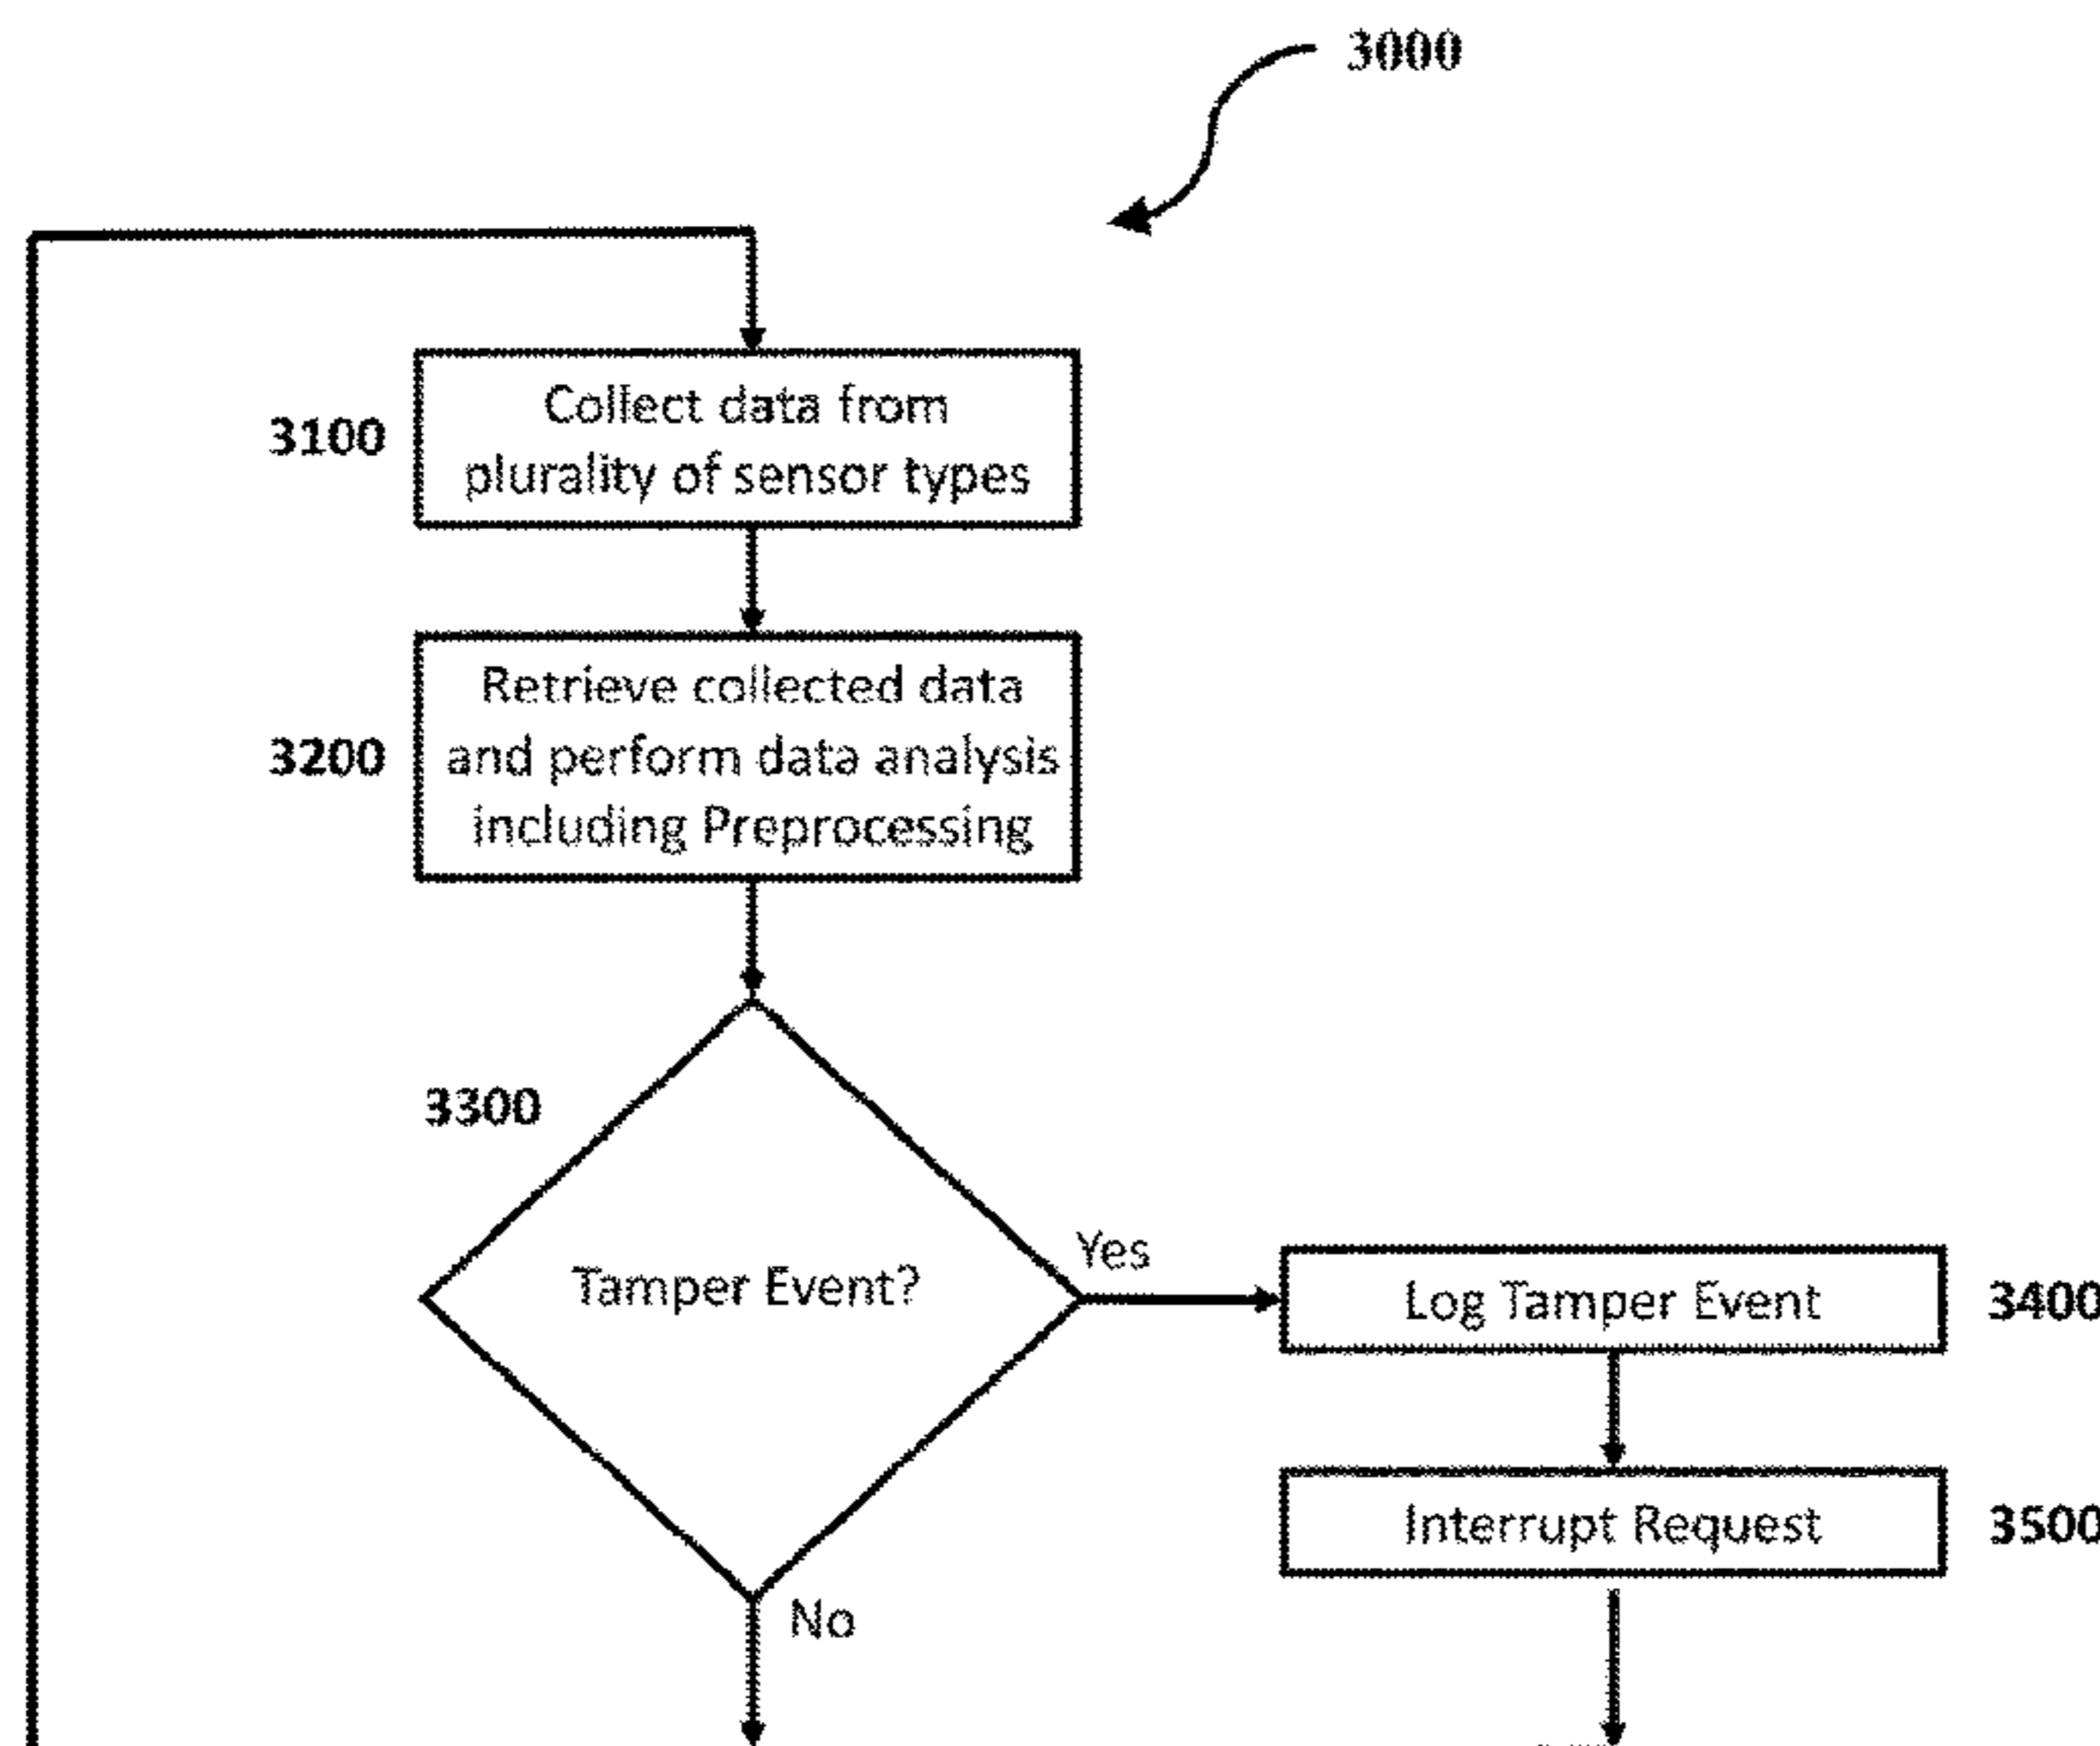 3000
3100
Collect data from
plurality of sensor types
3200
Retrieve collected data
and perform data analysis
including Preprocessing
3300
Tamper Event?
Yes
Log Tamper Event
3400
Interrupt Request
3500
No